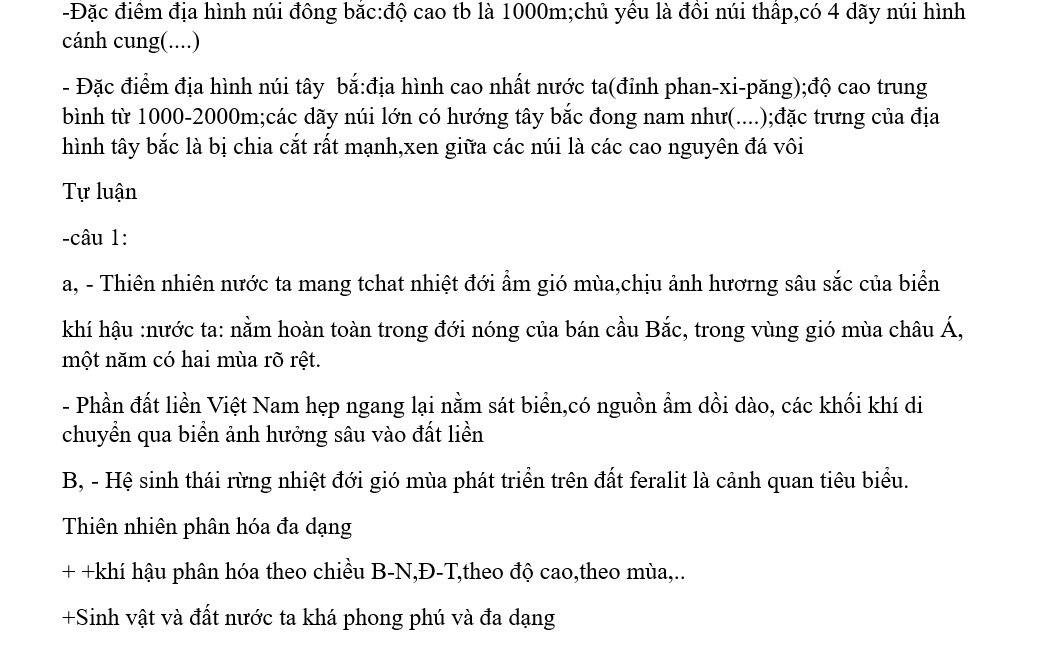 -Đặc điểm địa hình núi đông bắc:độ cao tb là 1000m;chủ yếu là đồi núi thấp,có 4 dãy núi hình
cánh cung(....)
- Đặc điểm địa hình núi tây  bắ:địa hình cao nhất nước ta(đỉnh phan-xi-păng);độ cao trung
bình từ 1000-2000m;các dãy núi lớn có hướng tây bắc đong nam như(....);đặc trưng của địa
hình tây bắc là bị chia cắt rất mạnh,xen giữa các núi là các cao nguyên đá vôi
Tự luận
-câu 1:
a, - Thiên nhiên nước ta mang tchat nhiệt đới ẩm gió mùa,chịu ảnh hương sâu sắc của biển
khí hậu :nước ta: nằm hoàn toàn trong đới nóng của bán cầu Bắc, trong vùng gió mùa châu Á,
một năm có hai mùa rõ rệt.
- Phần đất liền Việt Nam hẹp ngang lại nằm sát biển,có nguồn ẩm dồi dào, các khối khí di
chuyển qua biển ảnh hưởng sâu vào đất liền
B, - Hệ sinh thái rừng nhiệt đới gió mùa phát triển trên đất feralit là cảnh quan tiêu biểu.
Thiên nhiên phân hóa đa dạng
+ +khí hậu phân hóa theo chiều B-N,Đ-T,theo độ cao,theo mùa,..
+Sinh vật và đất nước ta khá phong phú và đa dạng